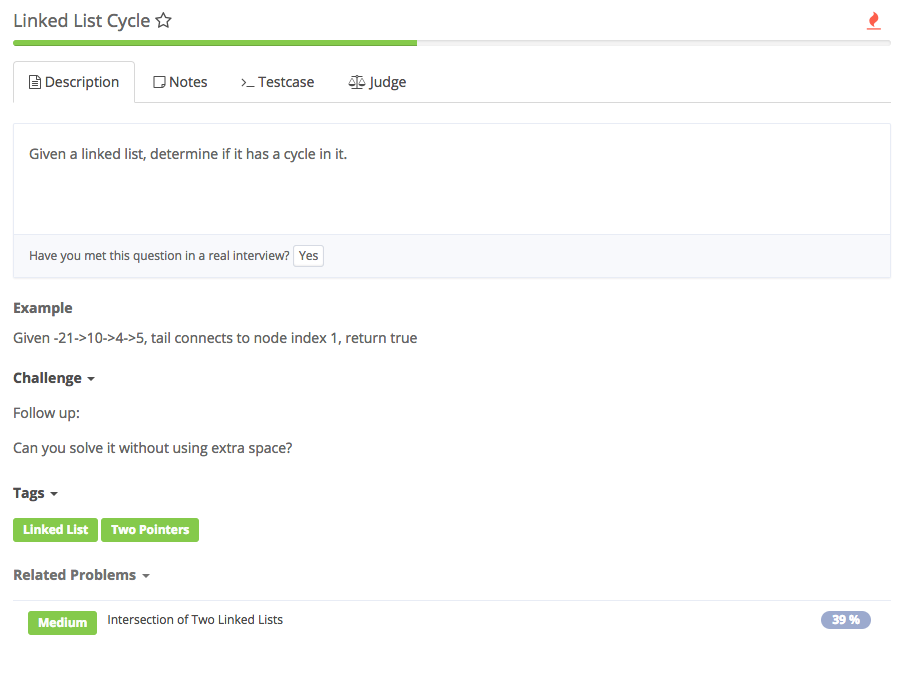 Linked List Cycle
Description Notes >_ Testcase Judge
Given a linked list, determine if it has a cycle in it.
Have you met this question in a real interview? Yes
Example
Given -21->10->4->5, tail connects to node index 1, return true
Challenge
Follow up:
Can you solve it without using extra space?
Tags
Linked List Two Pointers
Related Problems
Medium Intersection of Two Linked Lists 39 %